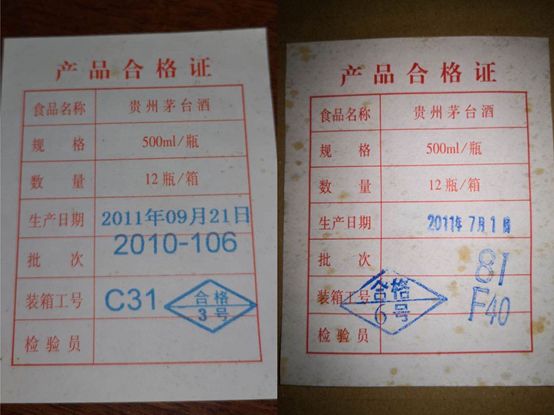 产品合格证
食品名称 贵州茅台酒
规格 500ml/瓶
数量 12瓶/箱
生产日期 2011年09月21日
批次 2010-106
装箱工号 C31
合格
3号
检验员
产品合格证
食品名称 贵州茅台酒
规格 500ml/瓶
数量 12瓶/箱
生产日期 2011年7月1日
批次 81
装箱工号 F40
合格
6号
检验员